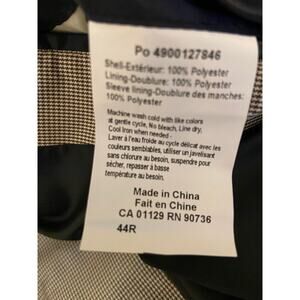 Po 4900127846
Shell-Extérieur: 100% Polyester
Lining-Doublure: 100% Polyester
Sleeve lining-Doublure des manches:
100% Polyester
Machine wash cold with like colors
at gentle cycle, No bleach, Line dry,
Cool Iron when needed -
Laver à l'eau froide au cycle délicat avec les
couleurs semblables, utiliser un javelisant
sans chlorure au besoin, suspendre pour
sécher, repasser à basse
température au besoin.
Made in China
Fait en Chine
CA 01129 RN 90736
44R